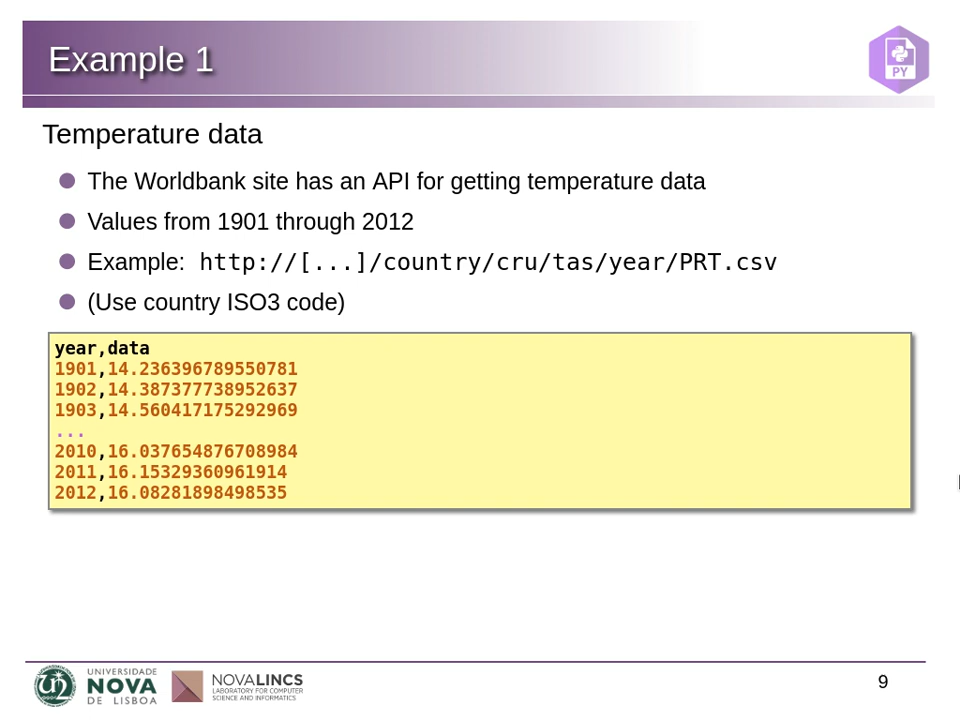 Example 1
PY
Temperature data
The Worldbank site has an API for getting temperature data
Values from 1901 through 2012
Example: http://[...]/country/cru/tas/year/PRT.csv
(Use country ISO3 code)
year,data
1901,14.236396789550781
1902,14.387377738952637
1903,14.560417175292969
...
2010,16.037654876708984
2011,16.15329360961914
2012,16.08281898498535
UNIVERSIDADE
NOVA
DE LISBOA
NOVALINCS
LABORATORY FOR COMPUTER
SCIENCE AND INFORMATICS
9